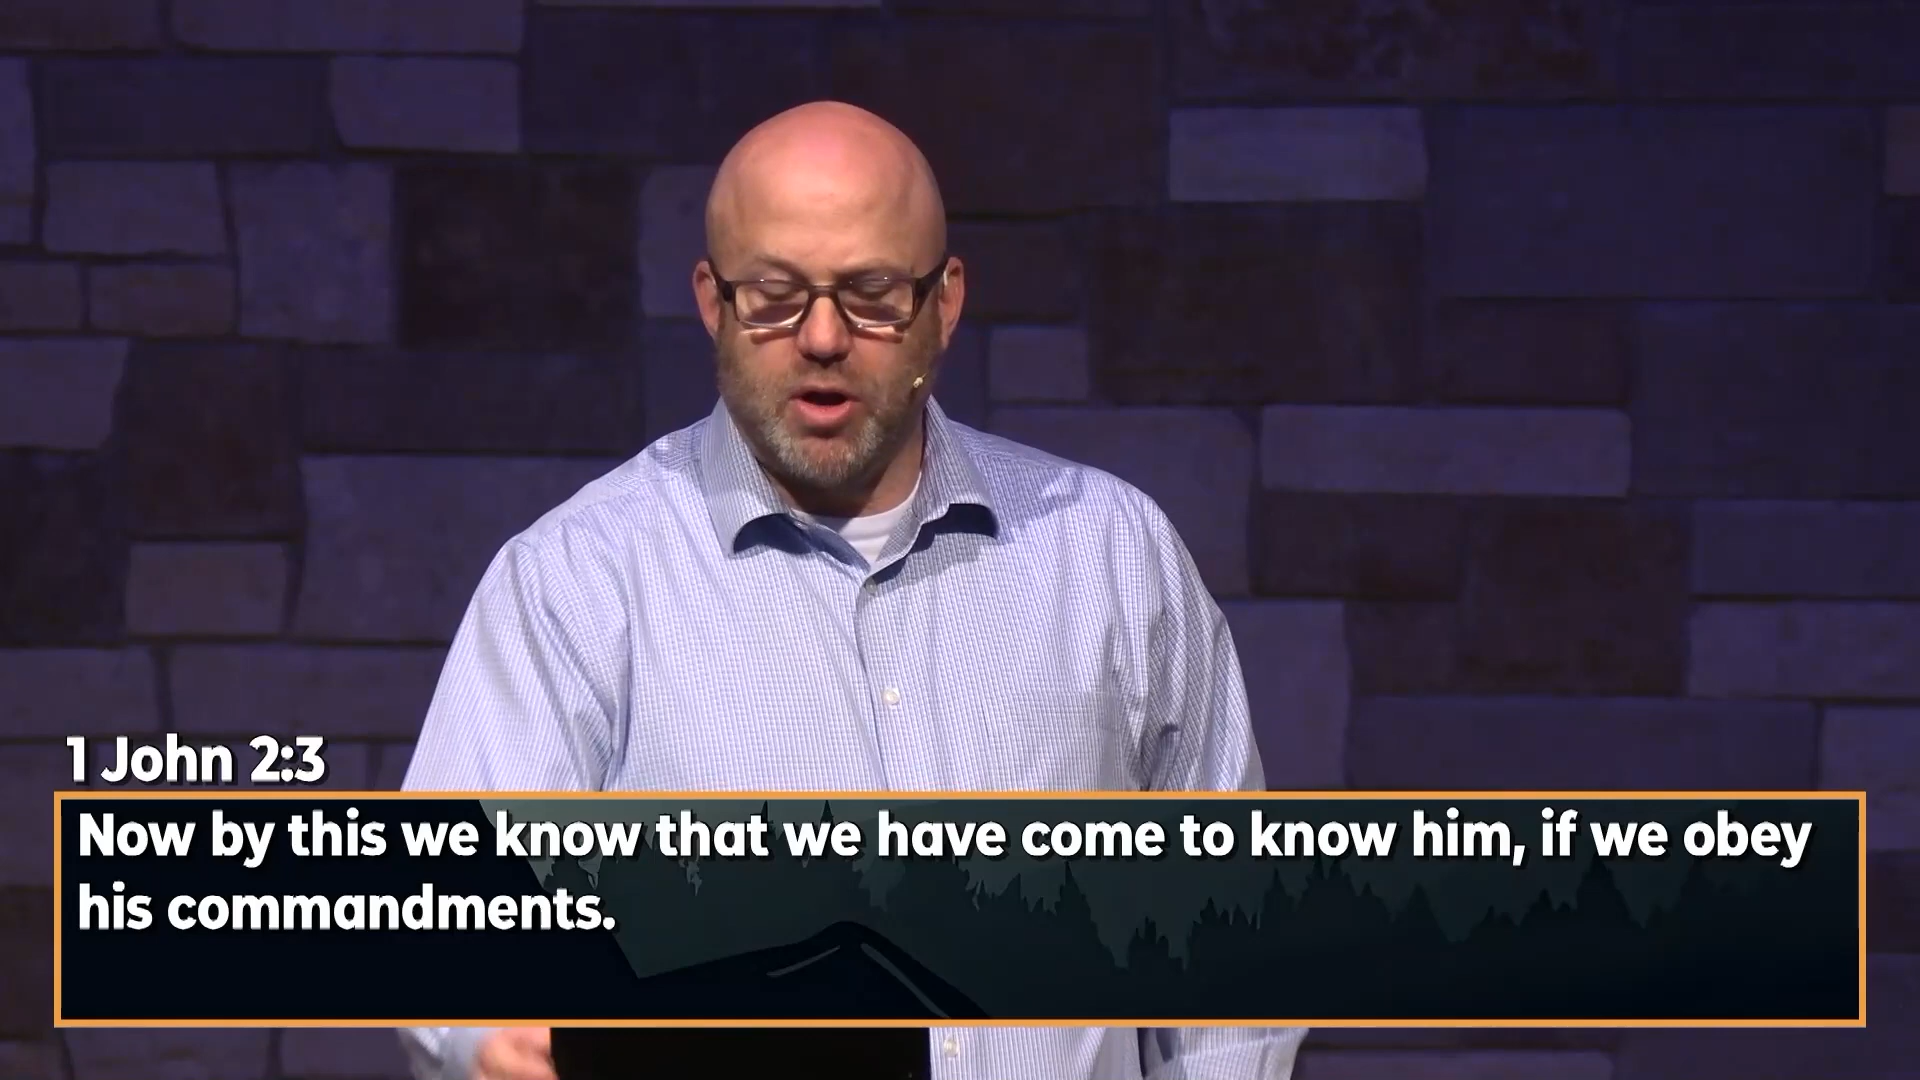 1 John 2:3
Now by this we know that we have come to know him, if we obey
his commandments.